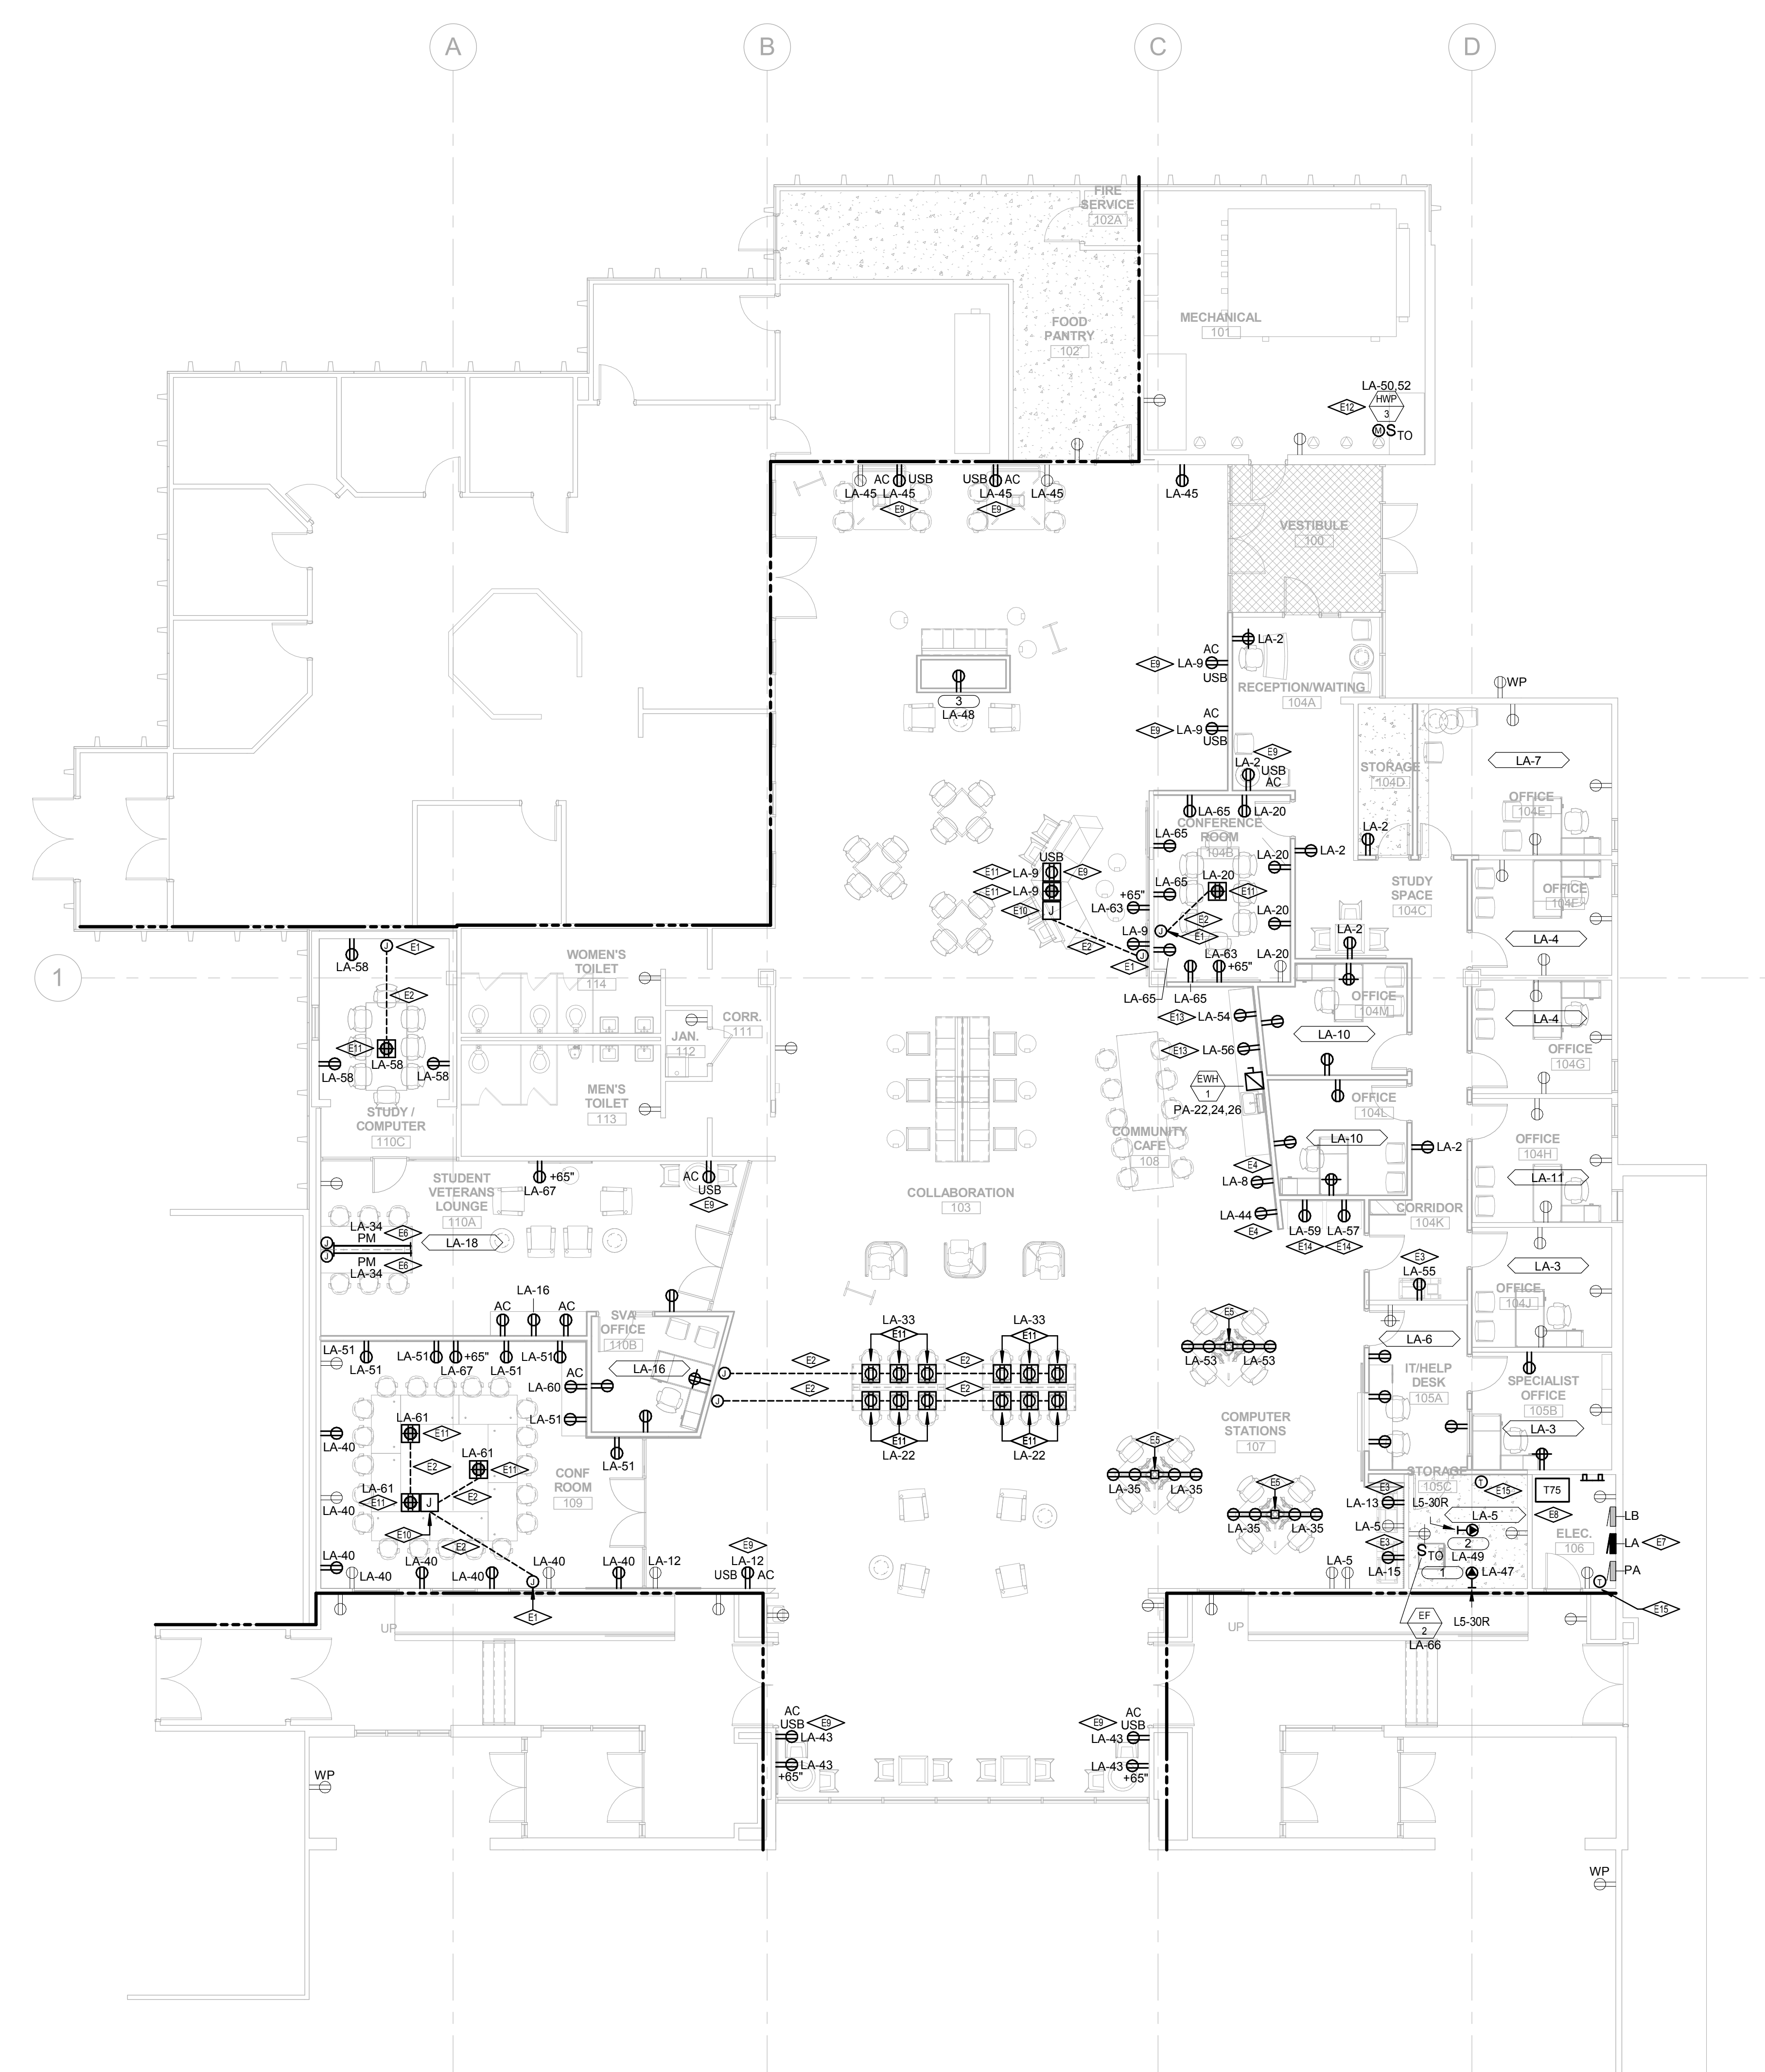 A
B
C
D
FIRE
SERVICE
102A
MECHANICAL
101
FOOD
PANTRY
102
LA-50,52
E12
HWP
3
M
STO
AC
USB
USB
AC
LA-45
LA-45
LA-45
LA-45
LA-45
E9
E9
VESTIBULE
100
LA-2
AC
E9
LA-9
USB
RECEPTION/WAITING
104A
WP
3
LA-48
AC
E9
LA-9
USB
E9
LA-2
USB
AC
STORAGE
104D
LA-7
OFFICE
104E
LA-65
LA-20
CONFERENCE
ROOM
104B
LA-65
LA-2
LA-2
LA-20
USB
E11
LA-9
E9
E11
LA-9
E10
J
LA-20
E11
LA-65
+65"
LA-63
STUDY
SPACE
104C
OFFICE
104F
E2
LA-20
J
E1
LA-9
E2
LA-2
LA-4
J
E1
LA-63
LA-20
+65"
LA-65
LA-65
1
LA-58
J
E1
E2
WOMEN'S
TOILET
114
E11
LA-58
LA-58
LA-58
CORR.
111
JAN.
112
MEN'S
TOILET
113
STUDY /
COMPUTER
110C
OFFICE
104M
LA-4
E13
LA-54
LA-10
E13
LA-56
OFFICE
104G
EWH
1
PA-22,24,26
OFFICE
104L
COMMUNITY
CAFE
108
LA-10
LA-2
OFFICE
104H
LA-11
STUDENT
VETERANS
LOUNGE
110A
+65"
LA-67
AC
USB
E9
COLLABORATION
103
E4
LA-8
LA-44
E4
LA-59
LA-57
E14
E14
CORRIDOR
104K
LA-34
PM
E6
LA-18
J
J
PM
E6
LA-34
E3
LA-55
LA-3
OFFICE
104J
LA-16
AC
AC
SVA
OFFICE
110B
LA-33
LA-33
E11
E11
E5
LA-6
LA-51
LA-51
LA-51
+65"
LA-67
LA-51
LA-51
LA-16
AC
LA-60
LA-51
J
J
E2
E2
E2
E2
LA-53
LA-53
IT/HELP
DESK
105A
SPECIALIST
OFFICE
105B
LA-3
LA-61
E11
LA-40
LA-61
E2
E11
LA-51
E11
E11
LA-22
LA-22
COMPUTER
STATIONS
107
E5
CONF
ROOM
109
LA-61
E11
J
E2
LA-40
E10
E2
LA-35
LA-35
E5
LA-35
LA-35
STORAGE
105C
E3
LA-13
L5-30R
T
E15
T75
E8
LA-5
LA-5
L
E3
STO
2
LA-49
LA-15
1
LA-47
ELEC.
106
LB
LA
E7
PA
LA-40
LA-40
LA-40
LA-40
LA-40
LA-12
E9
LA-12
USB
AC
J
E1
LA-5
T
E15
UP
UP
EF
2
LA-66
L5-30R
AC
USB
E9
LA-43
LA-43
+65"
AC
E9
USB
LA-43
LA-43
+65"
WP
WP